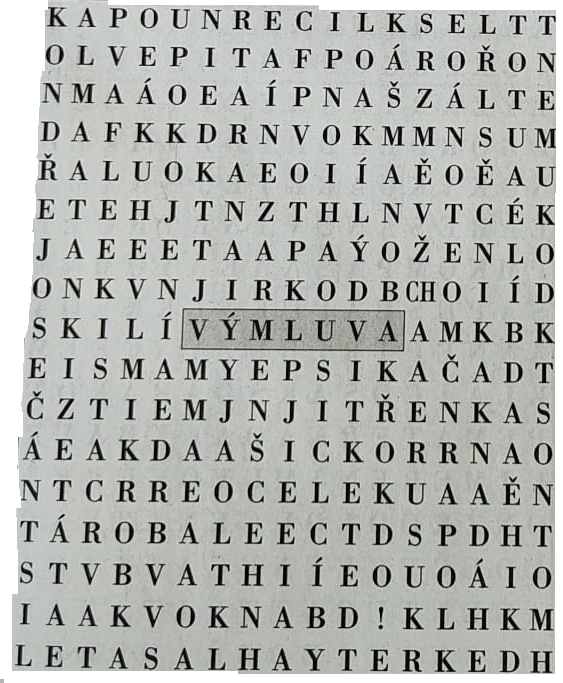 K A P O U N R E C I L K S E L T T
O L V E P I T A F P O Á R O Ř O N
N M A Á O E A Í P N A Š Z Á L T E
D A F K K D R N V O K M M N S U M
Ř A L U O K A E O I Í A Ě O Ě A U
E T E H J T N Z T H L N V T C É K
J A E E E T A A P A Ý O Ž E N L O
O N K V N J I R K O D B CH O I Í D
S K I L Í V Ý M L U V A A M K B K
E I S M A M Y E P S I K A Č A D T
Č Z T I E M J N J I T Ř E N K A S
Á E A K D A A Š I C K O R R N A O
N T C R R E O C E L E K U A A Ě N
T Á R O B A L E E C T D S P D H T
S T V B V A T H I Í E O U O Á I O
I A A K V O K N A B D ! K L H K M
L E T A S A L H A Y T E R K E D H